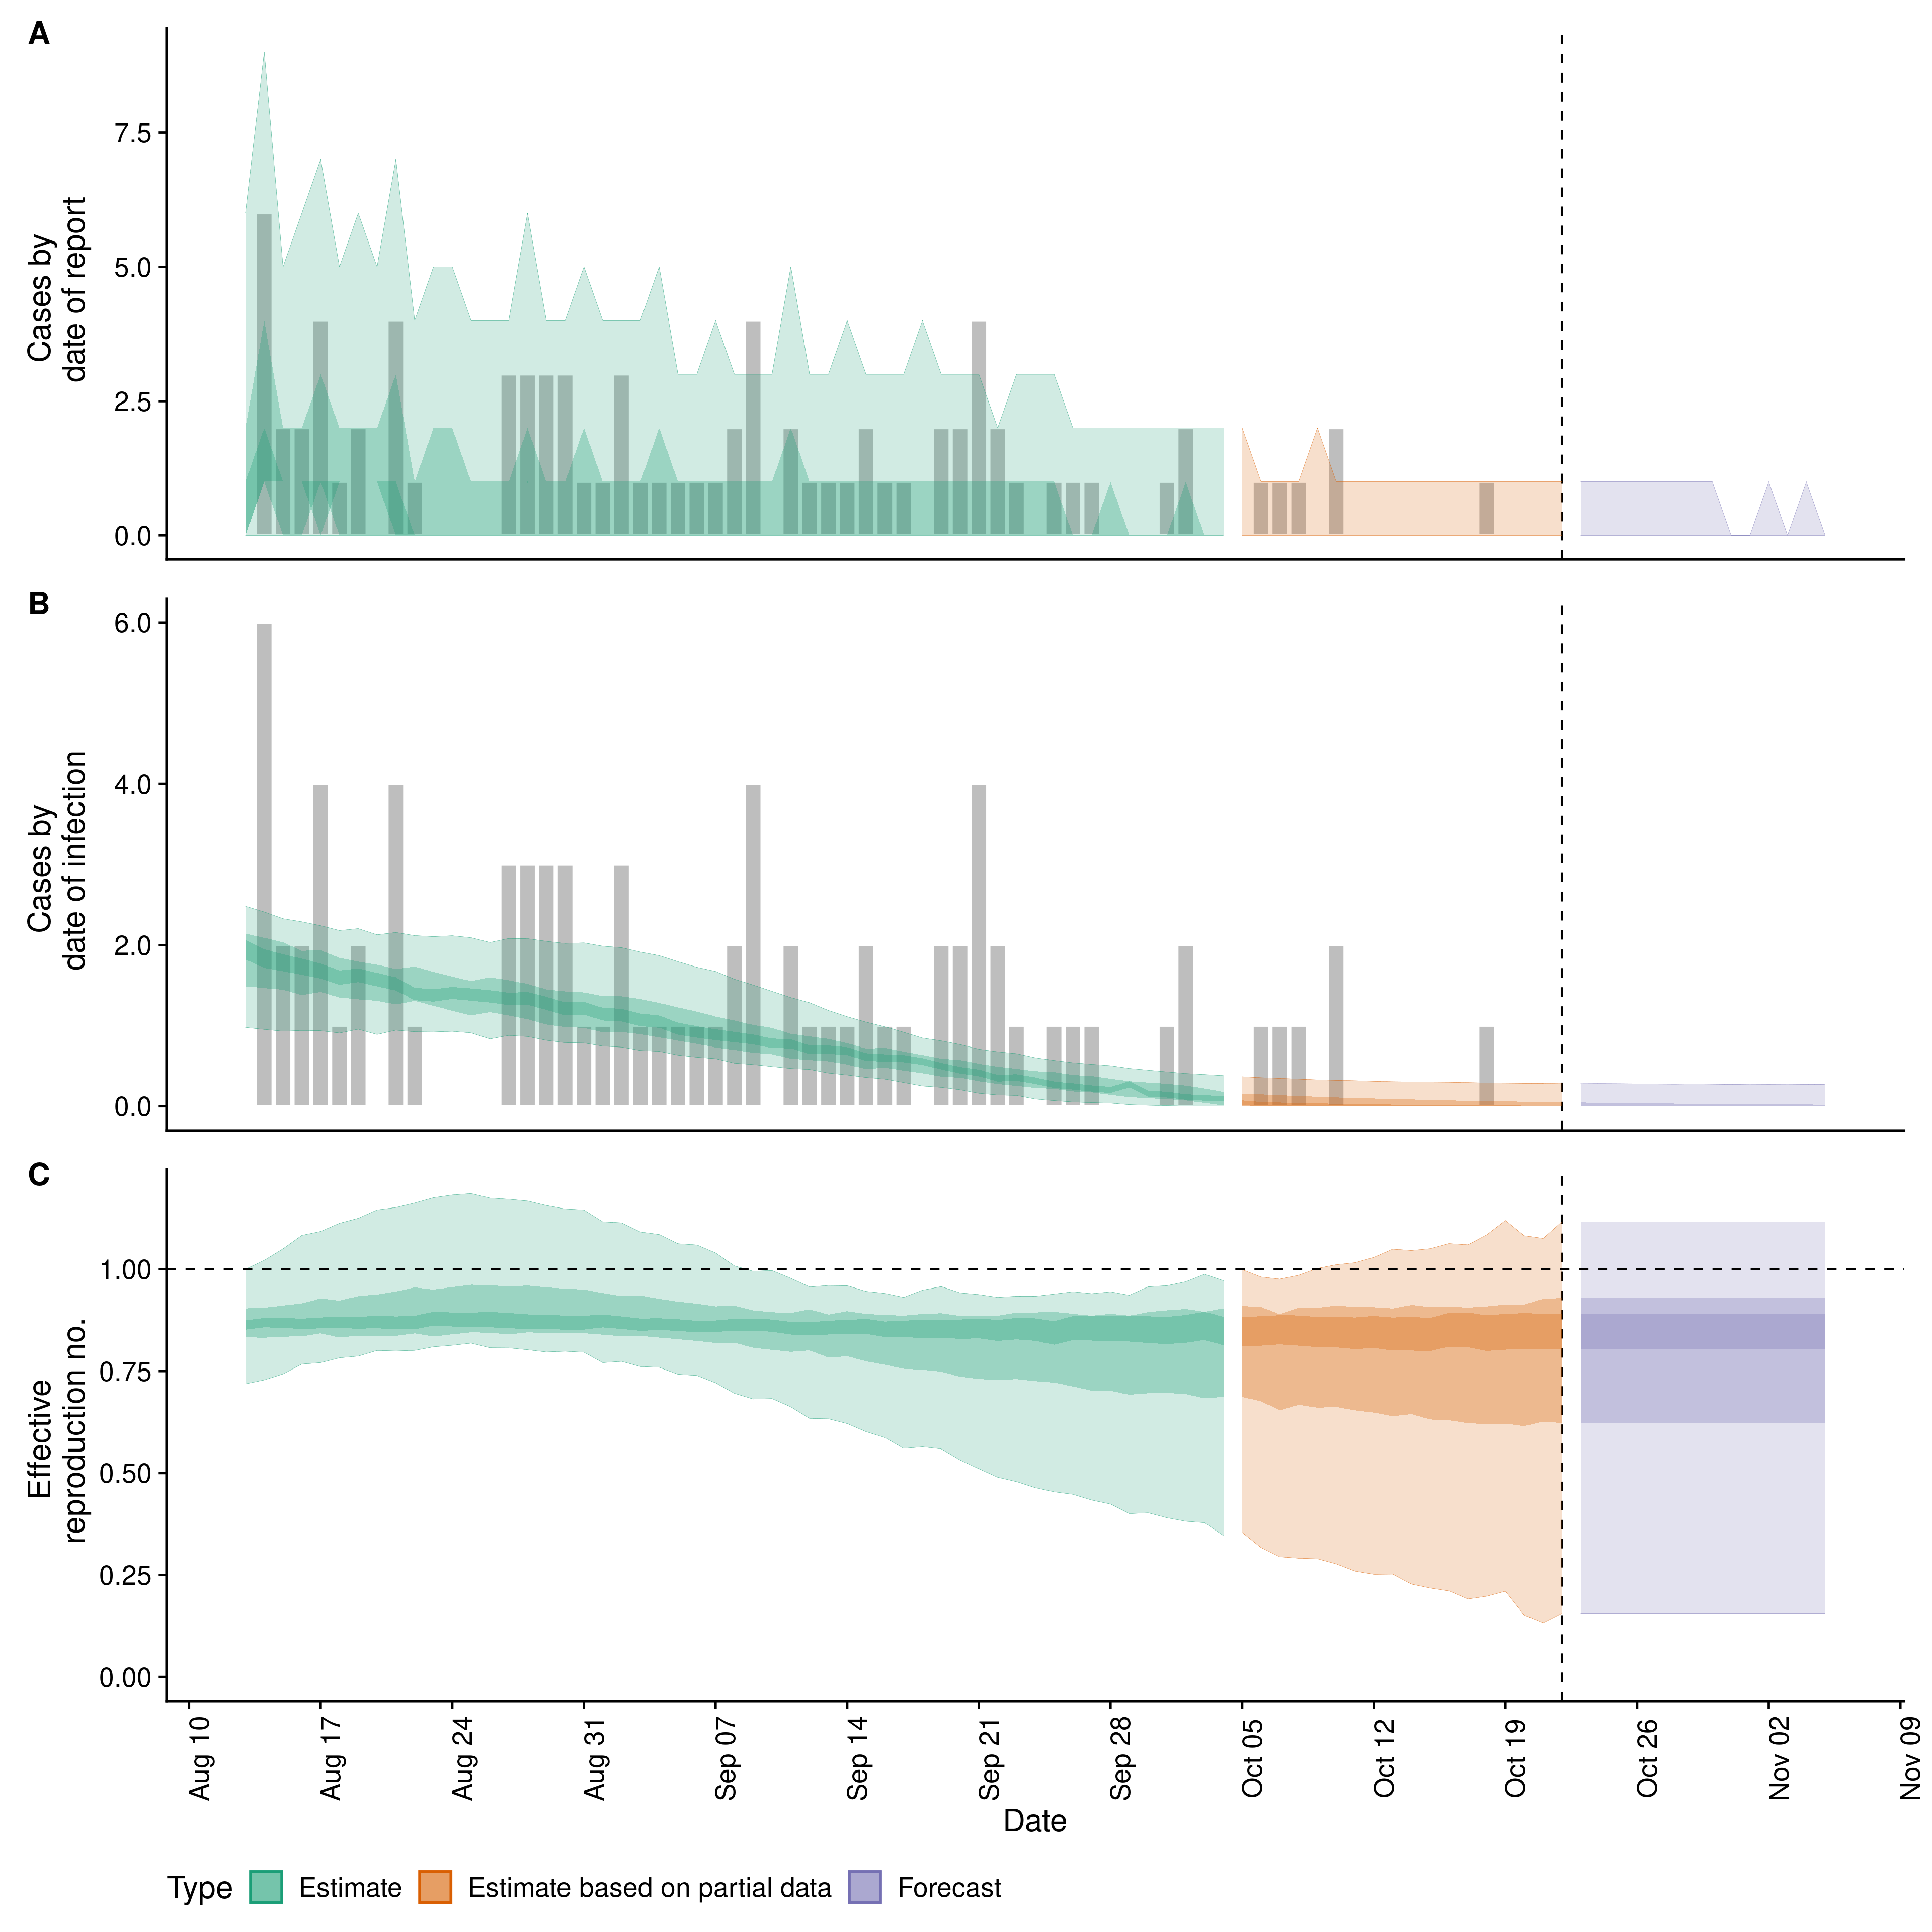 A
Cases by
date of report
7.5
5.0
2.5
0.0
B
Cases by
date of infection
6.0
4.0
2.0
0.0
C
Effective
reproduction no.
1.00
0.75
0.50
0.25
0.00
Aug 10
Aug 17
Aug 24
Aug 31
Sep 07
Sep 14
Sep 21
Sep 28
Oct 05
Oct 12
Oct 19
Oct 26
Nov 02
Nov 09
Date
Type Estimate Estimate based on partial data Forecast